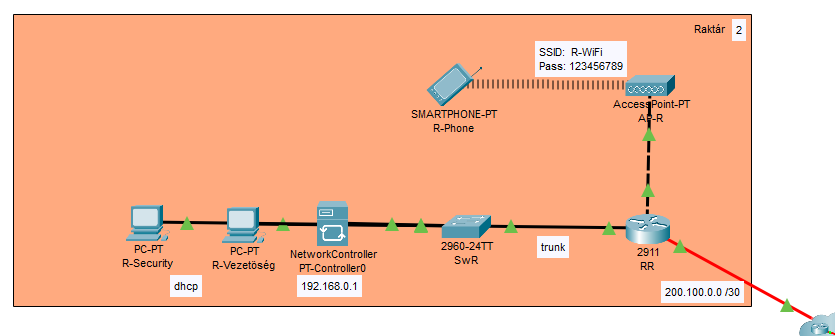 Raktár 2
SSID: R-WiFi
Pass: 123456789
SMARTPHONE-PT
R-Phone
AccessPoint-PT
AP-R
PC-PT
R-Security
PC-PT
R-Vezetöség
NetworkController
PT-Controller0
2960-24TT
SwR
trunk
2911
RR
dhcp
192.168.0.1
200.100.0.0 /30